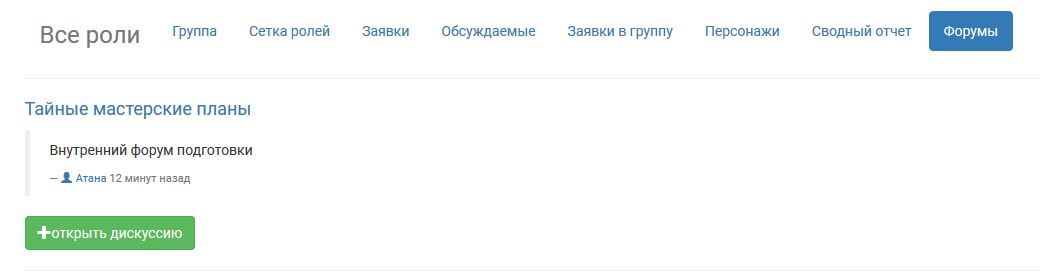 Все роли Группа Сетка ролей Заявки Обсуждаемые Заявки в группу Персонажи Сводный отчет Форумы
Тайные мастерские планы
Внутренний форум подготовки
— Атана 12 минут назад
+открыть дискуссию